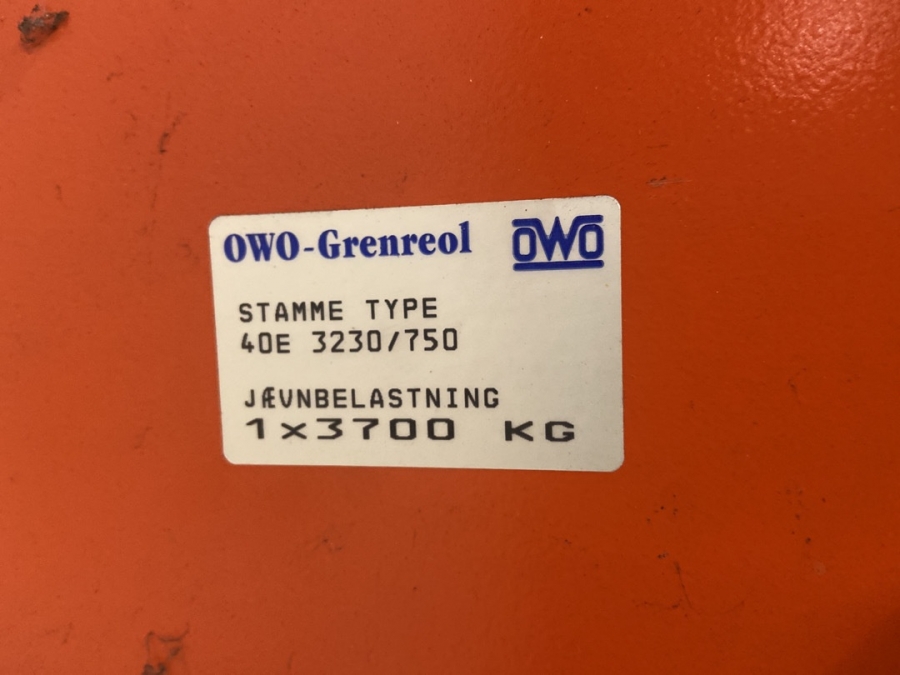 OWO-Grenreol OWO
STAMME TYPE
40E 3230/750
JÆVNBELASTNING
1x3700 KG